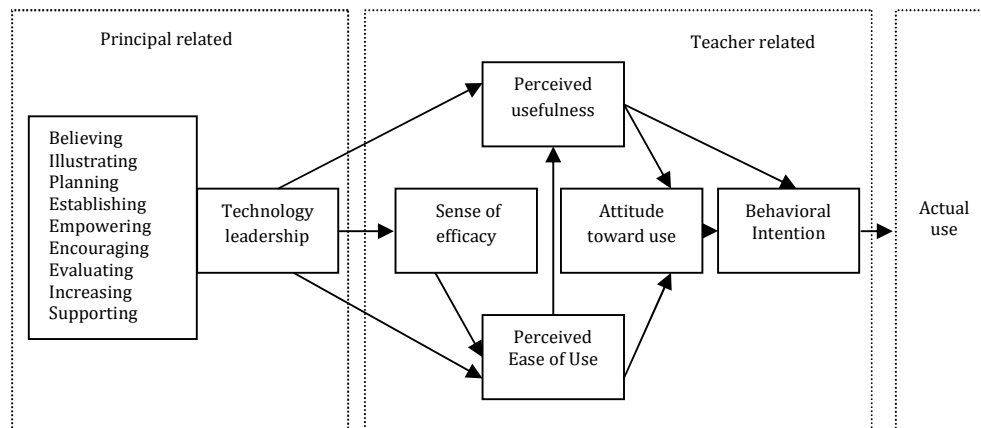 Principal related
Teacher related
Believing
Illustrating
Planning
Establishing
Empowering
Encouraging
Evaluating
Increasing
Supporting
Technology
leadership
Perceived
usefulness
Sense of
efficacy
Attitude
toward use
Behavioral
Intention
Perceived
Ease of Use
Actual
use